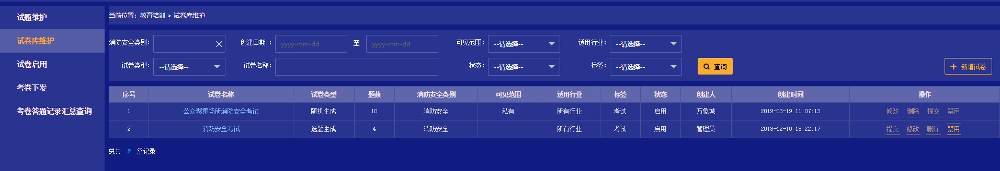 试题维护
试卷库维护
试卷启用
考卷下发
考卷答题记录汇总查询
当前位置：教育培训 > 试卷库维护
消防安全类别： 创建日期 ： yyyy-mm-dd 至 yyyy-mm-dd 可见范围： --请选择-- 适用行业： --请选择--
试卷类型： --请选择-- 试卷名称： 状态： --请选择-- 标签： --请选择-- 查询 新增试卷
序号 试卷名称 试卷类型 题数 消防安全类别 可见范围 适用行业 标签 状态 创建人 创建时间 操作
1 公众聚集场所消防安全考试 随机生成 10 消防安全 私有 所有行业 考试 启用 万象城 2019-03-19 11:07:13 修改 删除 提交 禁用
2 消防安全考试 选题生成 4 消防安全 所有行业 考试 启用 管理员 2018-12-10 18:22:17 提交 修改 删除 禁用
总共 2 条记录